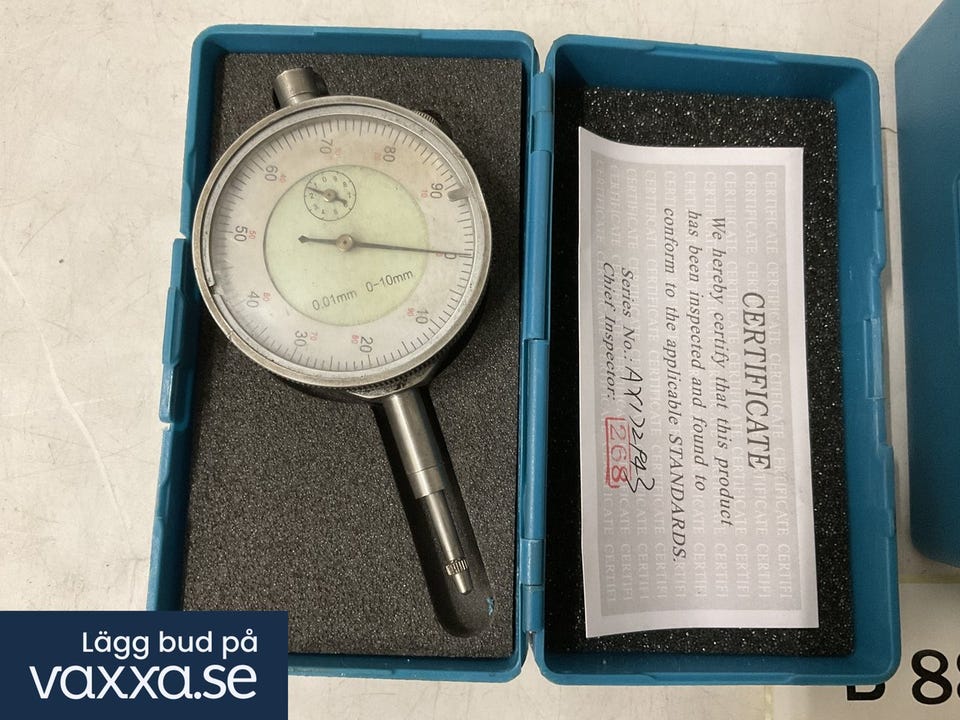 70
80
60
90
50
0
40
10
30
20
0.01mm 0-10mm
CERTIFICATE
We hereby certify that this product
has been inspected and found to
conform to the applicable STANDARDS.
Series No.:
Chief Inspector: 268
Lägg bud på
vaxxa.se